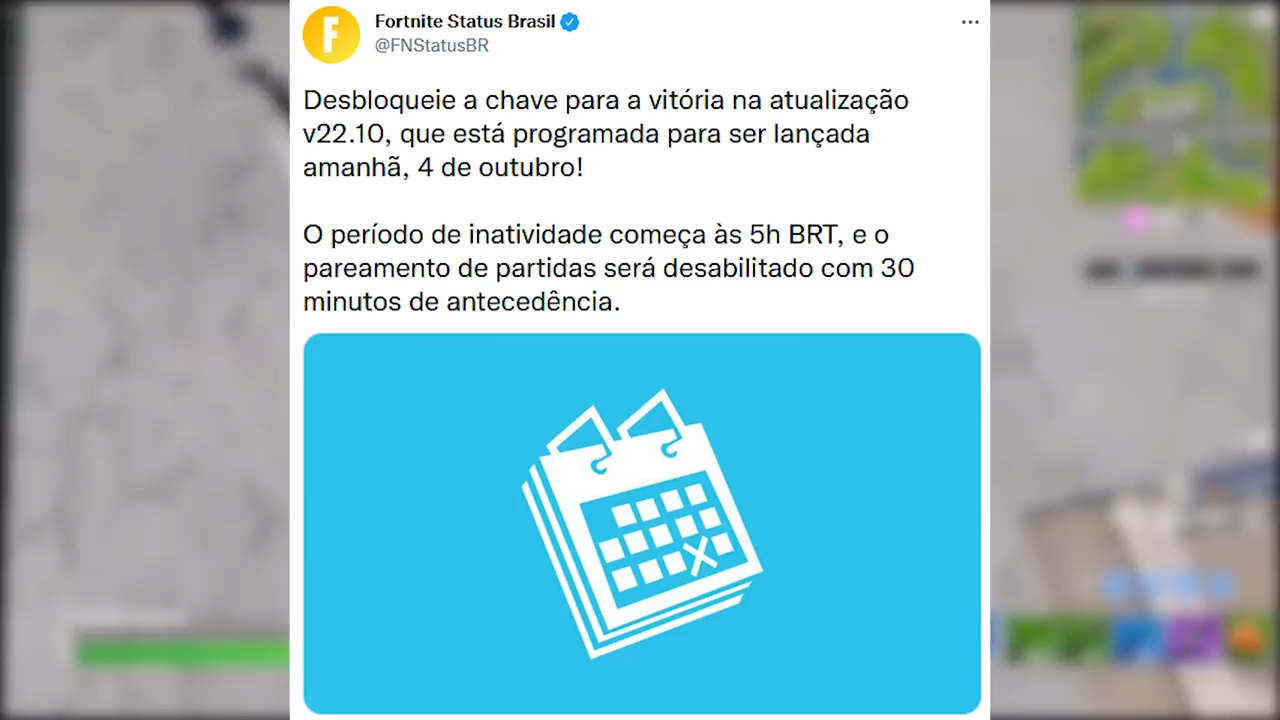 Fortnite Status Brasil
@FNStatusBR
Desbloqueie a chave para a vitória na atualização
v22.10, que está programada para ser lançada
amanhã, 4 de outubro!
O período de inatividade começa às 5h BRT, e o
pareamento de partidas será desabilitado com 30
minutos de antecedência.